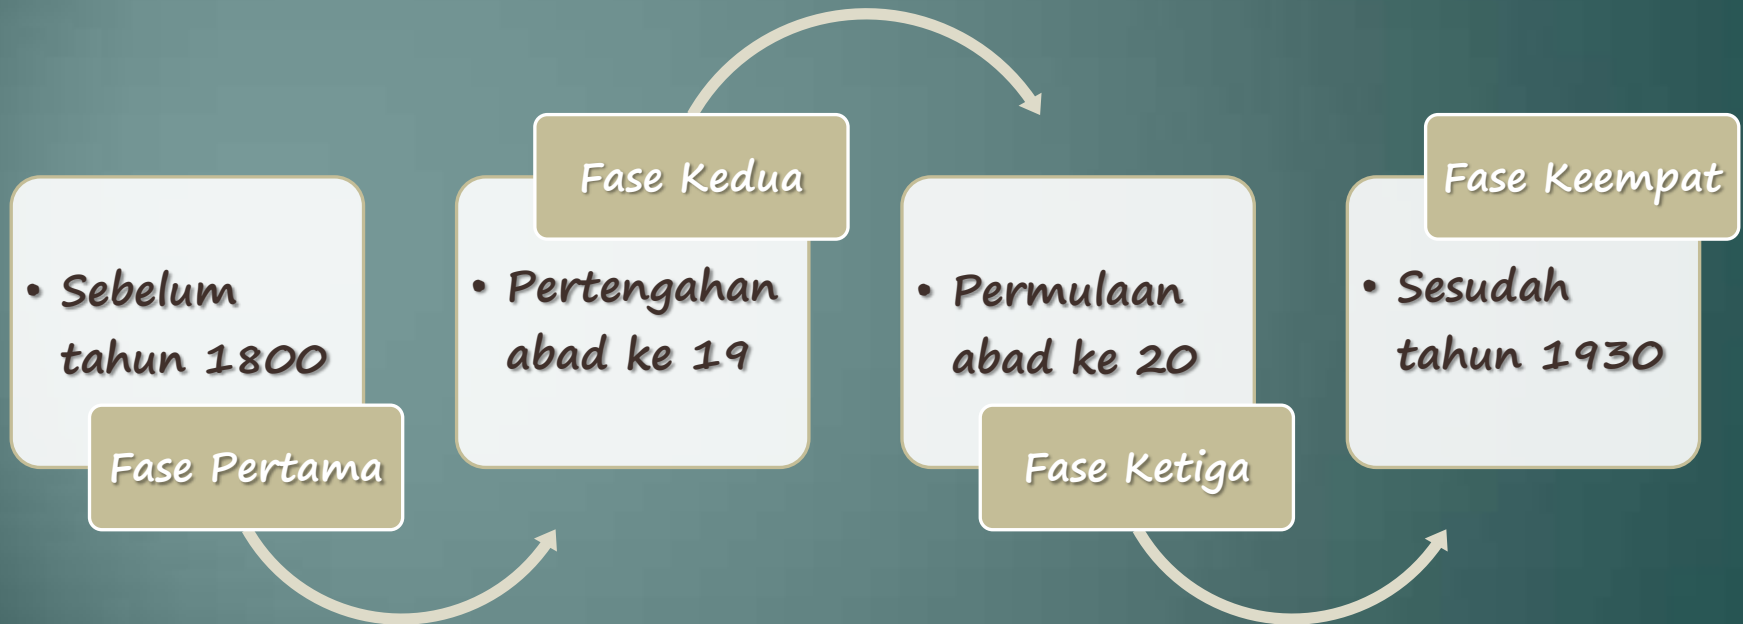 • Sebelum
tahun 1800
Fase Pertama
Fase Kedua
• Pertengahan
abad ke 19
• Permulaan
abad ke 20
Fase Ketiga
Fase Keempat
• Sesudah
tahun 1930